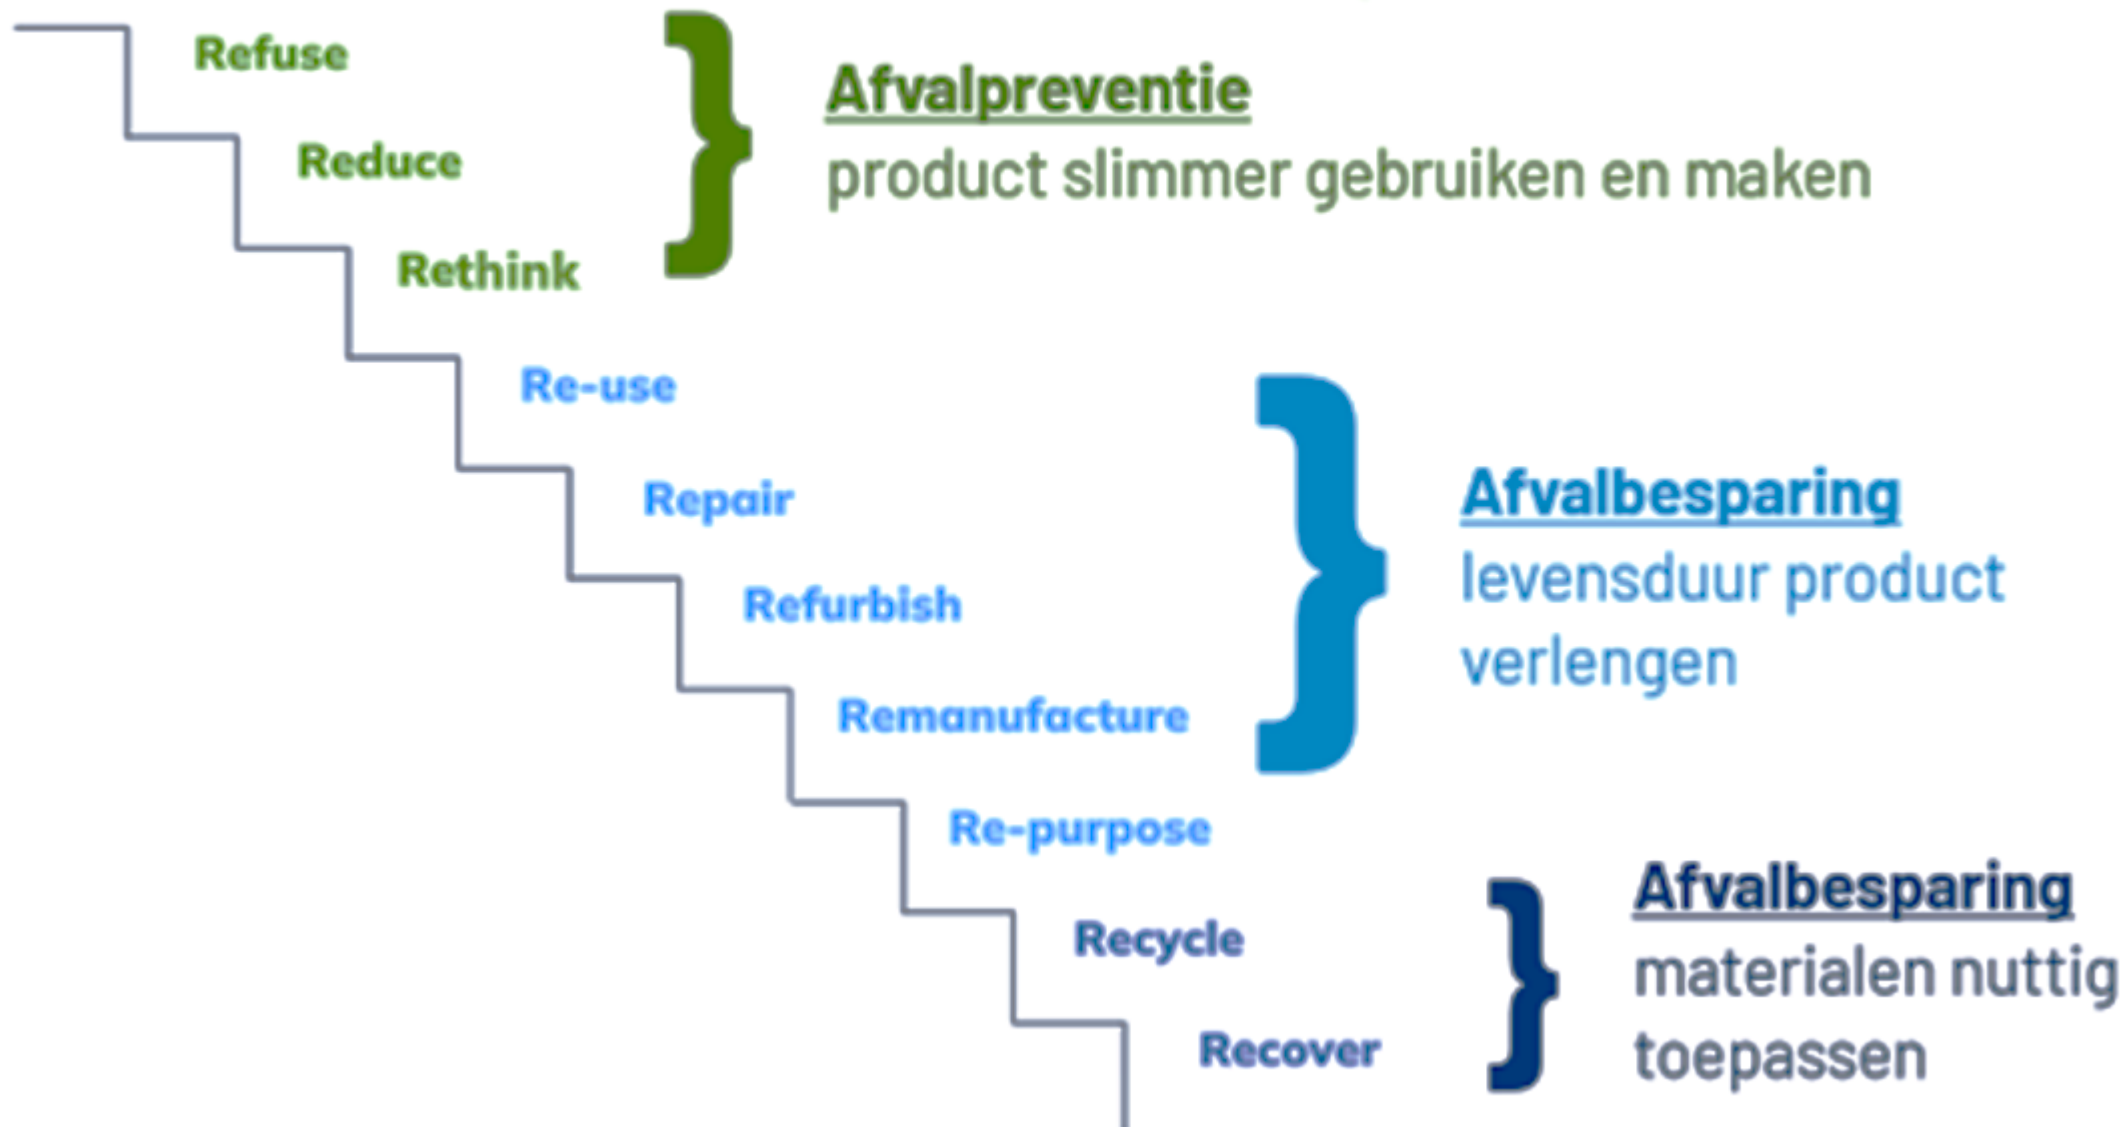 Refuse
Reduce
Rethink
Afvalpreventie
product slimmer gebruiken en maken
Re-use
Repair
Refurbish
Remanufacture
Re-purpose
Afvalbesparing
levensduur product
verlengen
Recycle
Recover
Afvalbesparing
materialen nuttig
toepassen